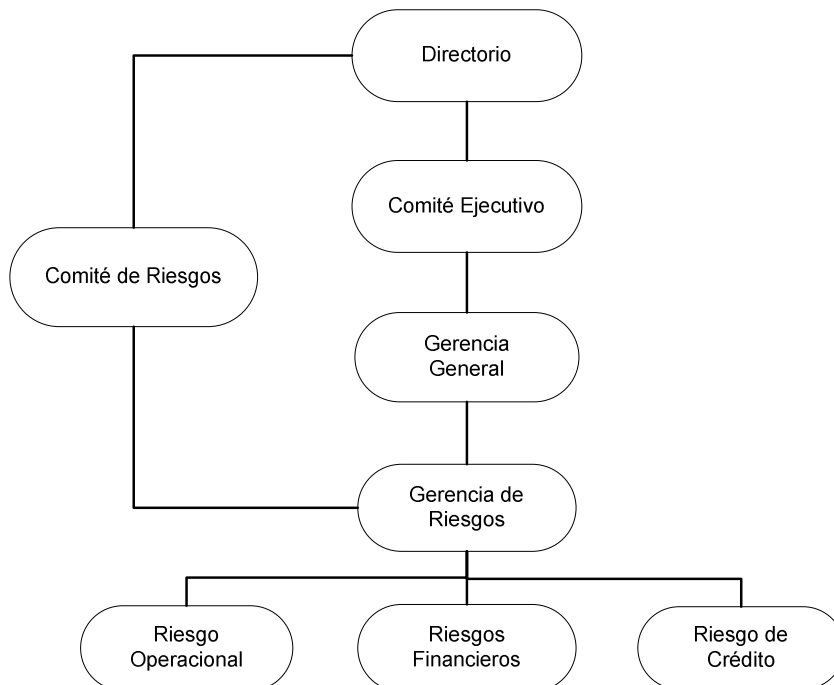 Directorio
Comité Ejecutivo
Comité de Riesgos
Gerencia
General
Gerencia de
Riesgos
Riesgo
Operacional
Riesgos
Financieros
Riesgo de
Crédito